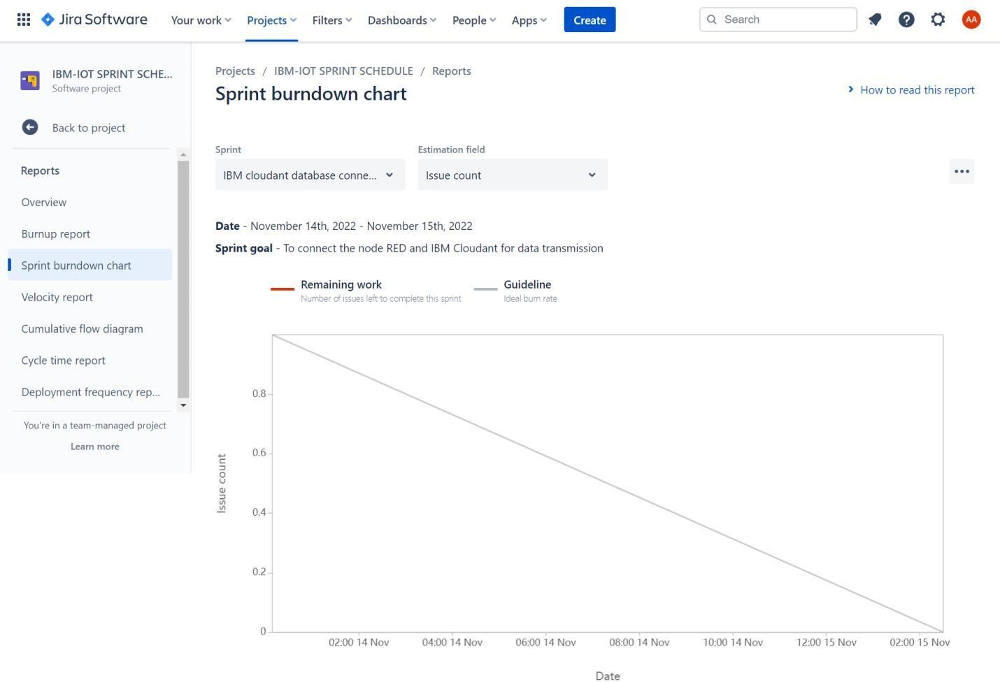 Jira Software Your work Projects Filters Dashboards People Apps Create Search AA
IBM-IOT SPRINT SCHE...
Software project
Back to project
Reports
Overview
Burnup report
Sprint burndown chart
Velocity report
Cumulative flow diagram
Cycle time report
Deployment frequency rep...
You're in a team-managed project
Learn more
Projects / IBM-IOT SPRINT SCHEDULE / Reports
Sprint burndown chart
How to read this report
Sprint Estimation field
IBM cloudant database conne... Issue count
Date - November 14th, 2022 - November 15th, 2022
Sprint goal - To connect the node RED and IBM Cloudant for data transmission
Remaining work Guideline
Number of issues left to complete this sprint Ideal burn rate
0.8
0.6
0.4
0.2
0
Issue count
02:00 14 Nov 04:00 14 Nov 06:00 14 Nov 08:00 14 Nov 10:00 14 Nov 12:00 15 Nov 02:00 15 Nov
Date